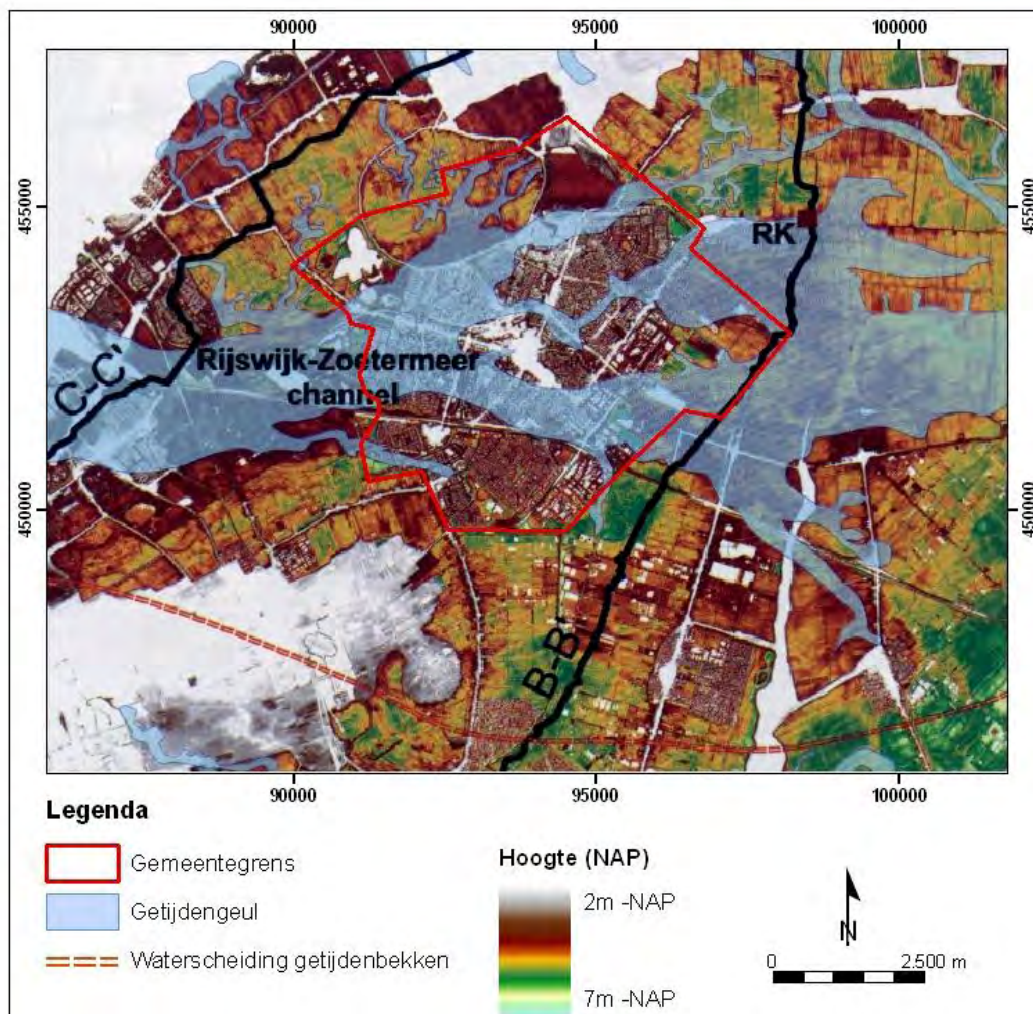 90000 95000 100000
455000
455000
RK
C-C'
Rijswijk-Zoetermeer
channel
450000
450000
B-B'
90000 95000 100000
Legenda
Gemeentegrens
Getijdengeul
Waterscheiding getijdenbekken
Hoogte (NAP)
2m -NAP
7m -NAP
N
0 2.500 m